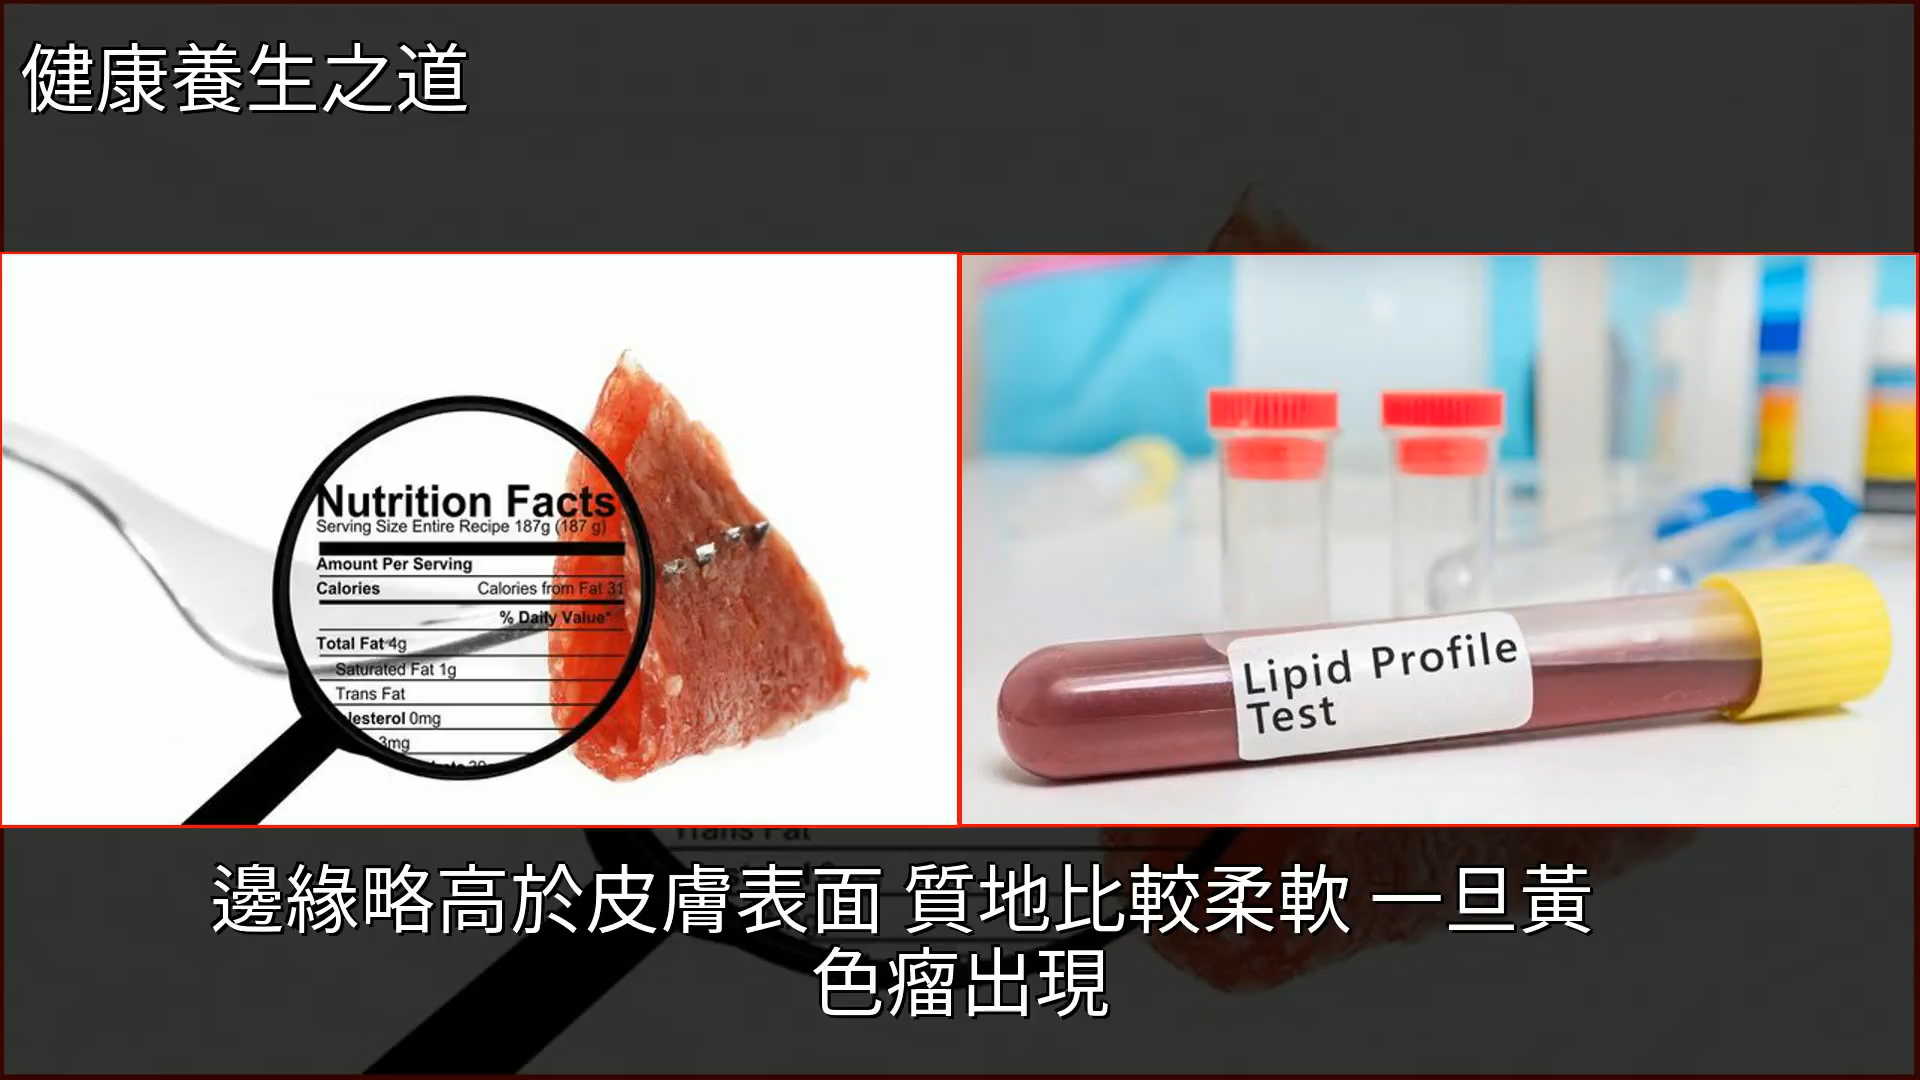 健康養生之道
Nutrition Facts
Serving Size Entire Recipe 187g (187 g)
Amount Per Serving
Calories Calories from Fat 31
% Daily Value*
Total Fat 4g
Saturated Fat 1g
Trans Fat
lesterol 0mg
3mg
Lipid Profile
Test
Trans Fat
邊緣略高於皮膚表面 質地比較柔軟 一旦黃
色瘤出現